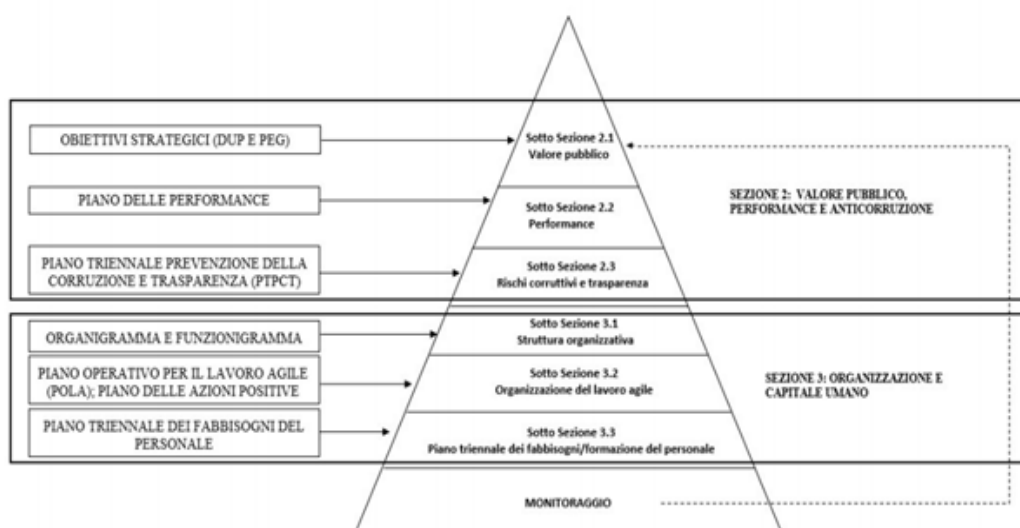 OBIETTIVI STRATEGICI (DUP E PEG)
Sotto Sezione 2.1
Valore pubblico
PIANO DELLE PERFORMANCE
Sotto Sezione 2.2
Performance
SEZIONE 2: VALORE PUBBLICO,
PERFORMANCE E ANTICORRUZIONE
PIANO TRIENNALE PREVENZIONE DELLA
CORRUZIONE E TRASPARENZA (PTPCT)
Sotto Sezione 2.3
Rischi corruttivi e trasparenza
ORGANIGRAMMA E FUNZIONIGRAMMA
Sotto Sezione 3.1
Struttura organizzativa
PIANO OPERATIVO PER IL LAVORO AGILE
(POLA); PIANO DELLE AZIONI POSITIVE
Sotto Sezione 3.2
Organizzazione del lavoro agile
SEZIONE 3: ORGANIZZAZIONE E
CAPITALE UMANO
PIANO TRIENNALE DEI FABBISOGNI DEL
PERSONALE
Sotto Sezione 3.3
Piano triennale dei fabbisogni/formazione del personale
MONITORAGGIO